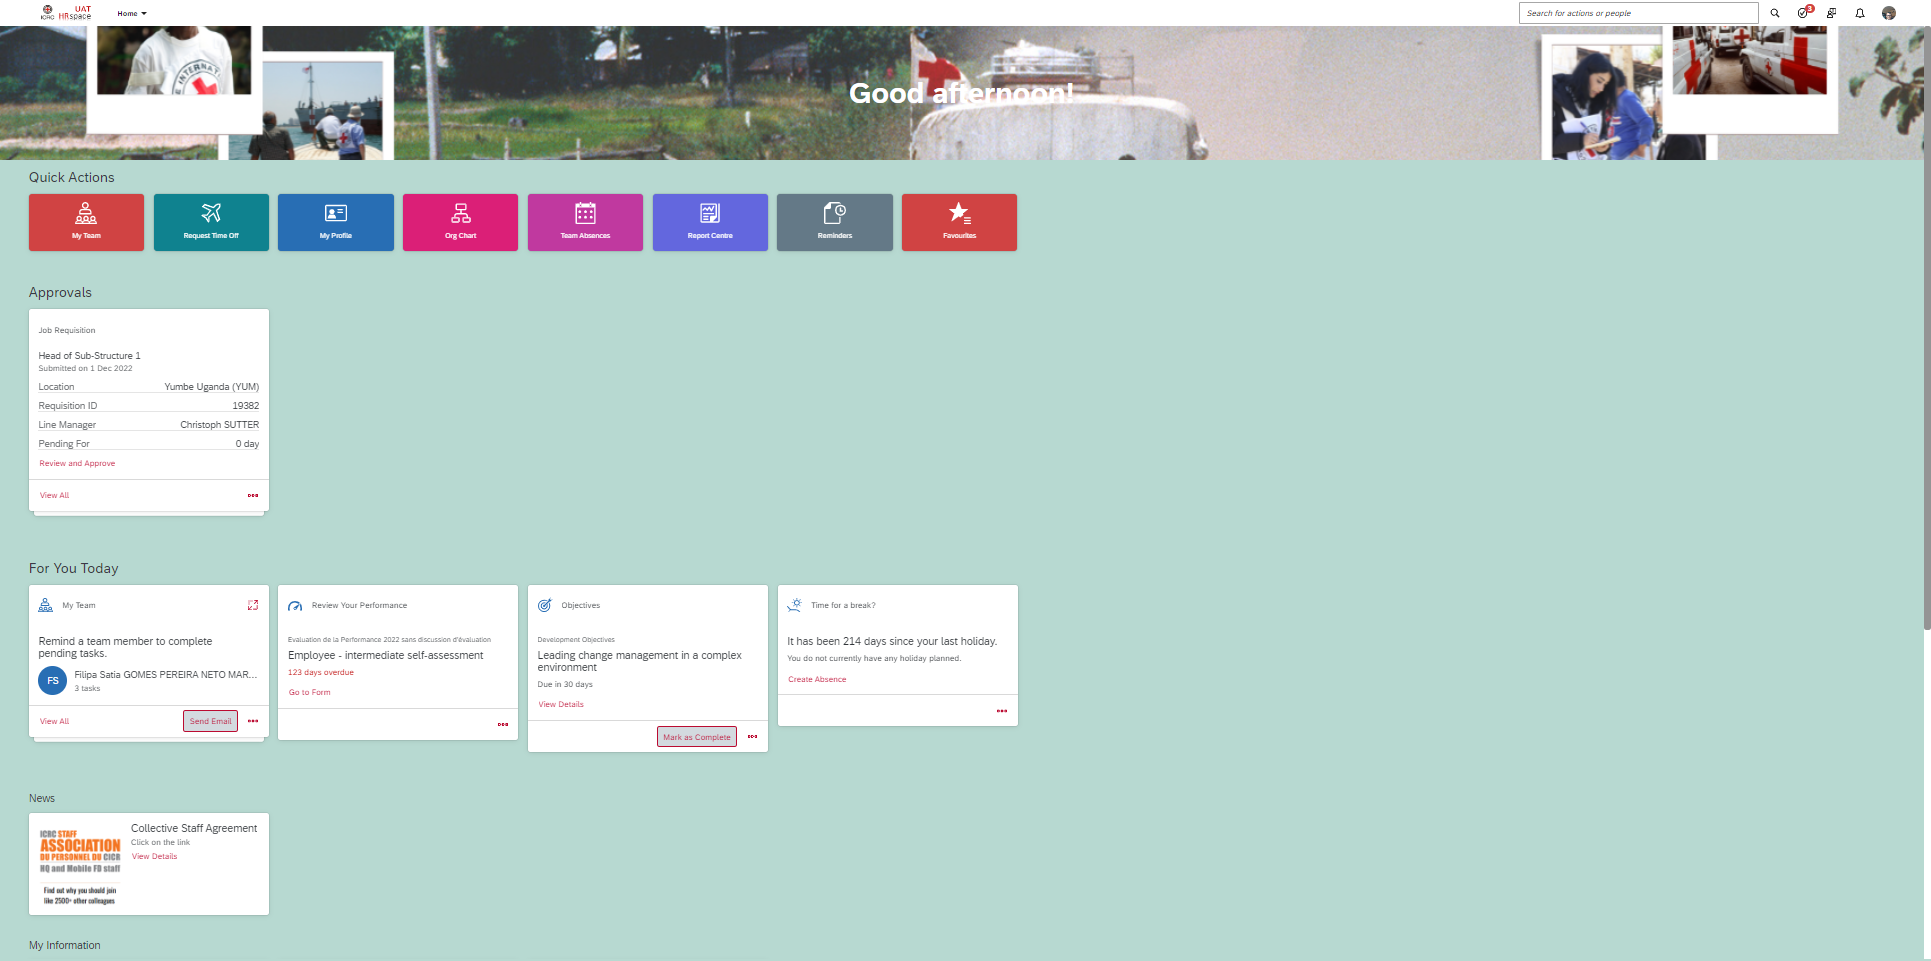 ICRC
UAT
HRspace
Home
Search for actions or people
3
INTERNAT
Good afternoon!
Quick Actions
My Team
Request Time Off
My Profile
Org Chart
Team Absences
Report Centre
Reminders
Favourites
Approvals
Job Requisition
Head of Sub-Structure 1
Submitted on 1 Dec 2022
Location Yumbe Uganda (YUM)
Requisition ID 19382
Line Manager Christoph SUTTER
Pending For 0 day
Review and Approve
View All
For You Today
My Team
Remind a team member to complete
pending tasks.
FS
Filipa Satia GOMES PEREIRA NETO MAR...
3 tasks
View All
Send Email
Review Your Performance
Evaluation de la Performance 2022 sans discussion d'évaluation
Employee - intermediate self-assessment
123 days overdue
Go to Form
Objectives
Development Objectives
Leading change management in a complex
environment
Due in 30 days
View Details
Mark as Complete
Time for a break?
It has been 214 days since your last holiday.
You do not currently have any holiday planned.
Create Absence
News
ICRC STAFF
ASSOCIATION
DU PERSONNEL DU CICR
HQ and Mobile FD staff
Find out why you should join
like 2500+ other colleagues
Collective Staff Agreement
Click on the link
View Details
My Information